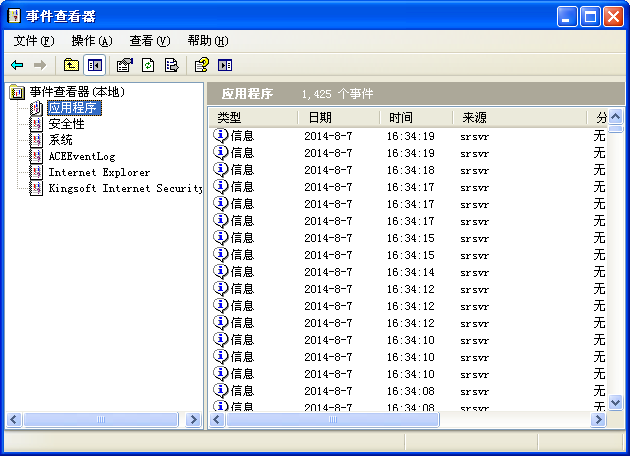 事件查看器
文件(F) 操作(A) 查看(V) 帮助(H)
事件查看器(本地)
应用程序
安全性
系统
ACEEventLog
Internet Explorer
Kingsoft Internet Security
应用程序 1,425 个事件
类型 日期 时间 来源 分
信息 2014-8-7 16:34:19 srsvr 无
信息 2014-8-7 16:34:19 srsvr 无
信息 2014-8-7 16:34:18 srsvr 无
信息 2014-8-7 16:34:17 srsvr 无
信息 2014-8-7 16:34:17 srsvr 无
信息 2014-8-7 16:34:17 srsvr 无
信息 2014-8-7 16:34:15 srsvr 无
信息 2014-8-7 16:34:15 srsvr 无
信息 2014-8-7 16:34:14 srsvr 无
信息 2014-8-7 16:34:12 srsvr 无
信息 2014-8-7 16:34:12 srsvr 无
信息 2014-8-7 16:34:12 srsvr 无
信息 2014-8-7 16:34:10 srsvr 无
信息 2014-8-7 16:34:10 srsvr 无
信息 2014-8-7 16:34:10 srsvr 无
信息 2014-8-7 16:34:08 srsvr 无
信息 2014-8-7 16:34:08 srsvr 无